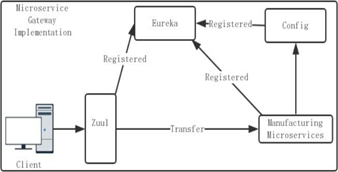 Microservice
Gateway
Implementation
Eureka
Registered
Config
Registered
Registered
Zuul
Transfer
Manufacturing
Microservices
Client